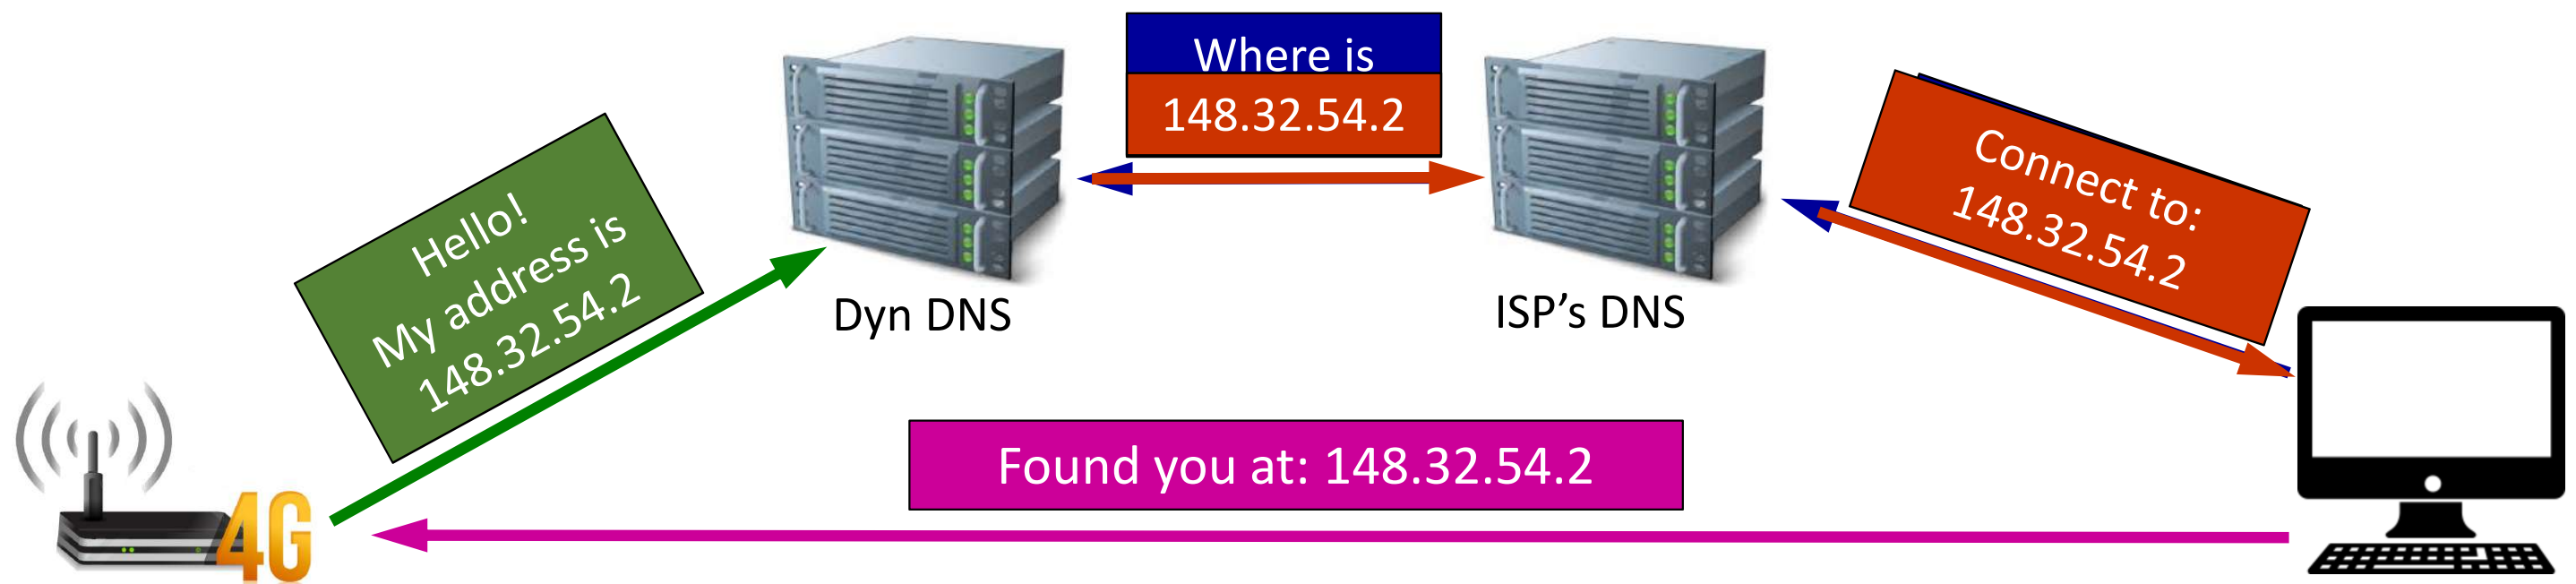 Hello!
My address is
148.32.54.2
Dyn DNS
Where is
148.32.54.2
ISP’s DNS
Connect to:
148.32.54.2
Found you at: 148.32.54.2
4G